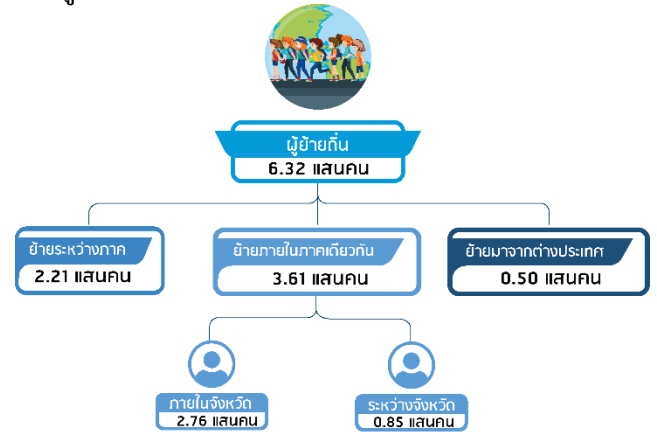 ผู้ย้ายถิ่น
6.32 แสนคน
ย้ายระหว่างภาค
2.21 แสนคน
ย้ายภายในภาคเดียวกัน
3.61 แสนคน
ย้ายมาจากต่างประเทศ
0.50 แสนคน
ภายในจังหวัด
2.76 แสนคน
ระหว่างจังหวัด
0.85 แสนคน